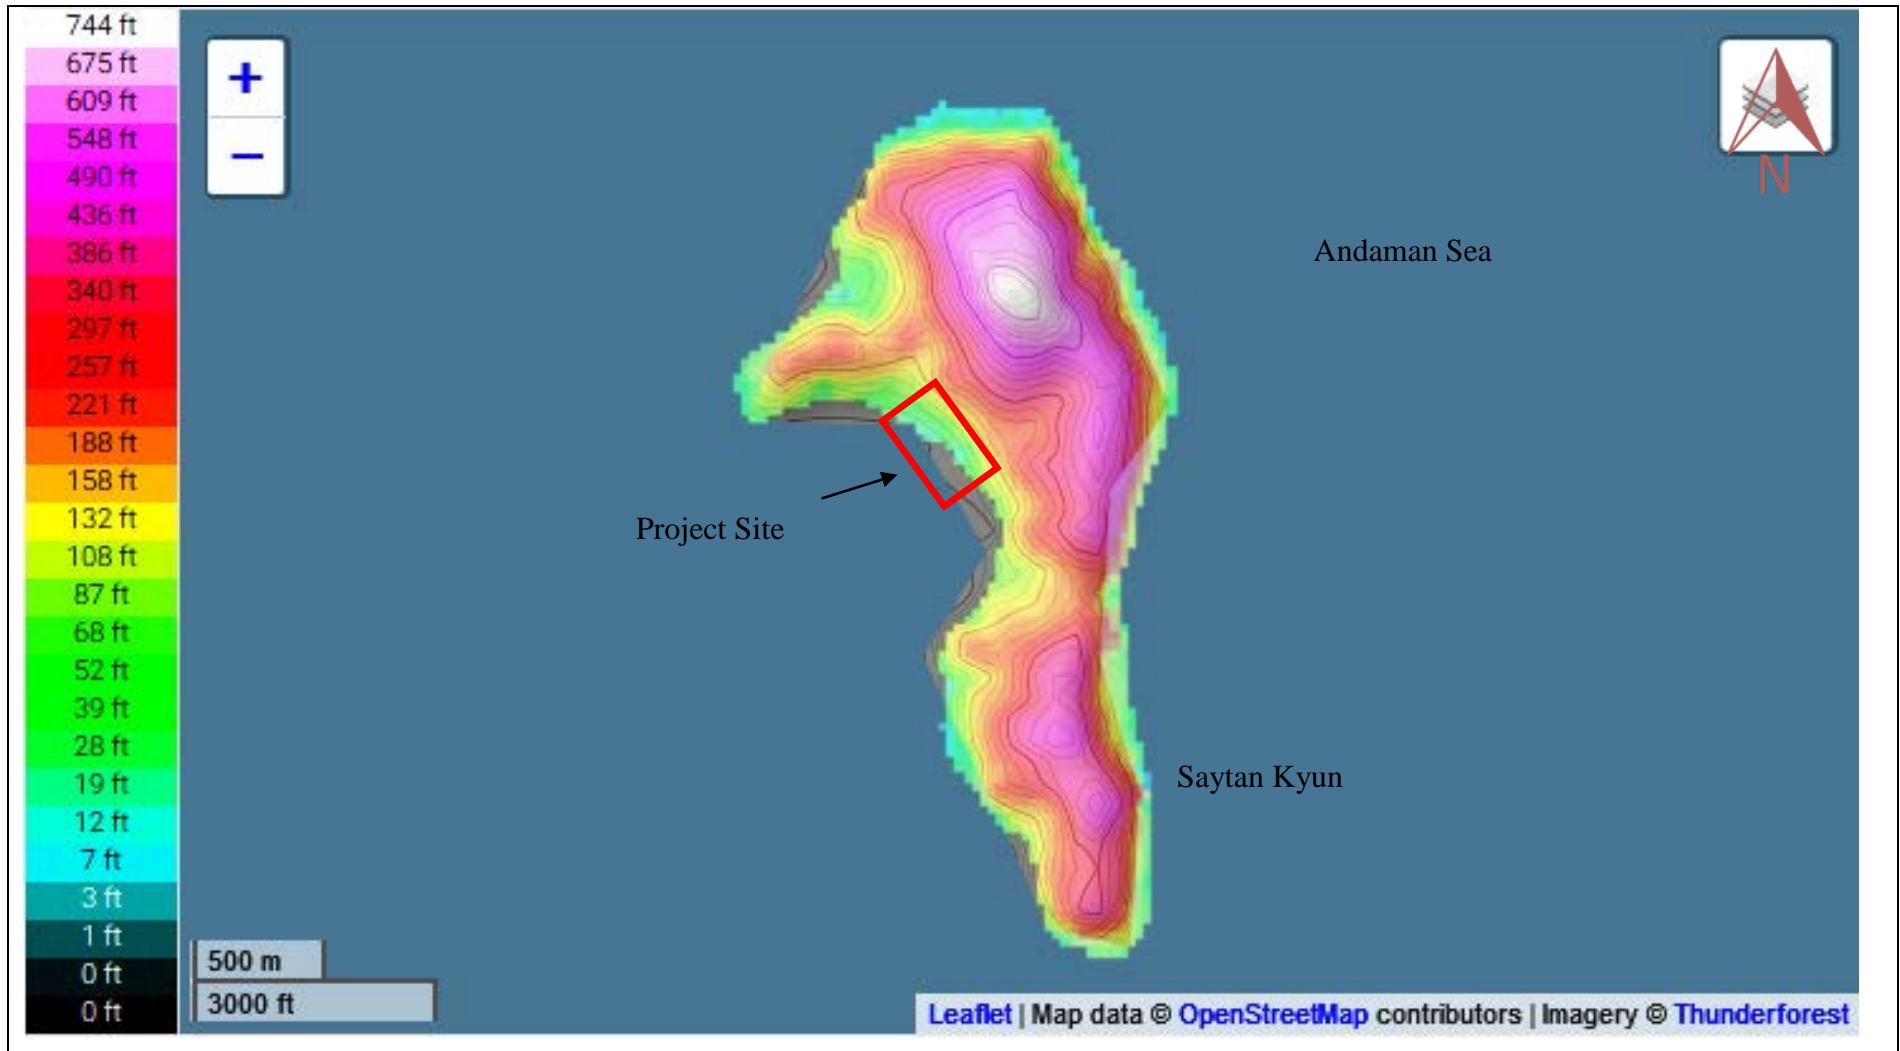 744 ft
675 ft
609 ft
548 ft
490 ft
436 ft
386 ft
340 ft
297 ft
257 ft
221 ft
188 ft
158 ft
132 ft
108 ft
87 ft
68 ft
52 ft
39 ft
28 ft
19 ft
12 ft
7 ft
3 ft
1 ft
0 ft
0 ft
+
−
N
Andaman Sea
Project Site
Saytan Kyun
500 m
3000 ft
Leaflet | Map data © OpenStreetMap contributors | Imagery © Thunderforest